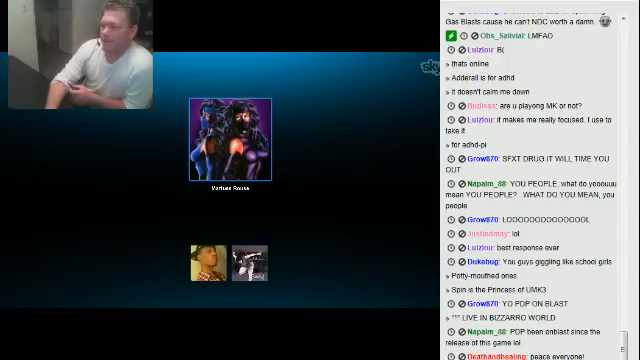 Gas Blasts cause he can't NDC worth a damn.
Obs_Salivial: LMFAO
Luizlou: B(
» thats online
Adderall is for adhd
» it doesn't calm me down
Rudisss: are u playong MK or not?
Luizlou: it makes me really focused. I use to
take it
» for adhd-pi
Grow870: SFXT DRUG IT WILL TIME YOU
OUT
Napalm_88: YOU PEOPLE. what do yooouuu
mean YOU PEOPLE? . WHAT DO YOU MEAN, you
people
Grow870: LOOOOOOOOOOOOOL
Justindmay: lol
Luizlou: best response ever
Dukebug: You guys giggling like school girls
» Potty-mouthed ones
» Spin is the Princess of UMK3
Grow870: YO PDP ON BLAST
» *** LIVE IN BIZZARRO WORLD
Napalm_88: PDP been onblast since the
release of this game lol
Deathandhealing: peace everyone!
sky
Marlues Rouse